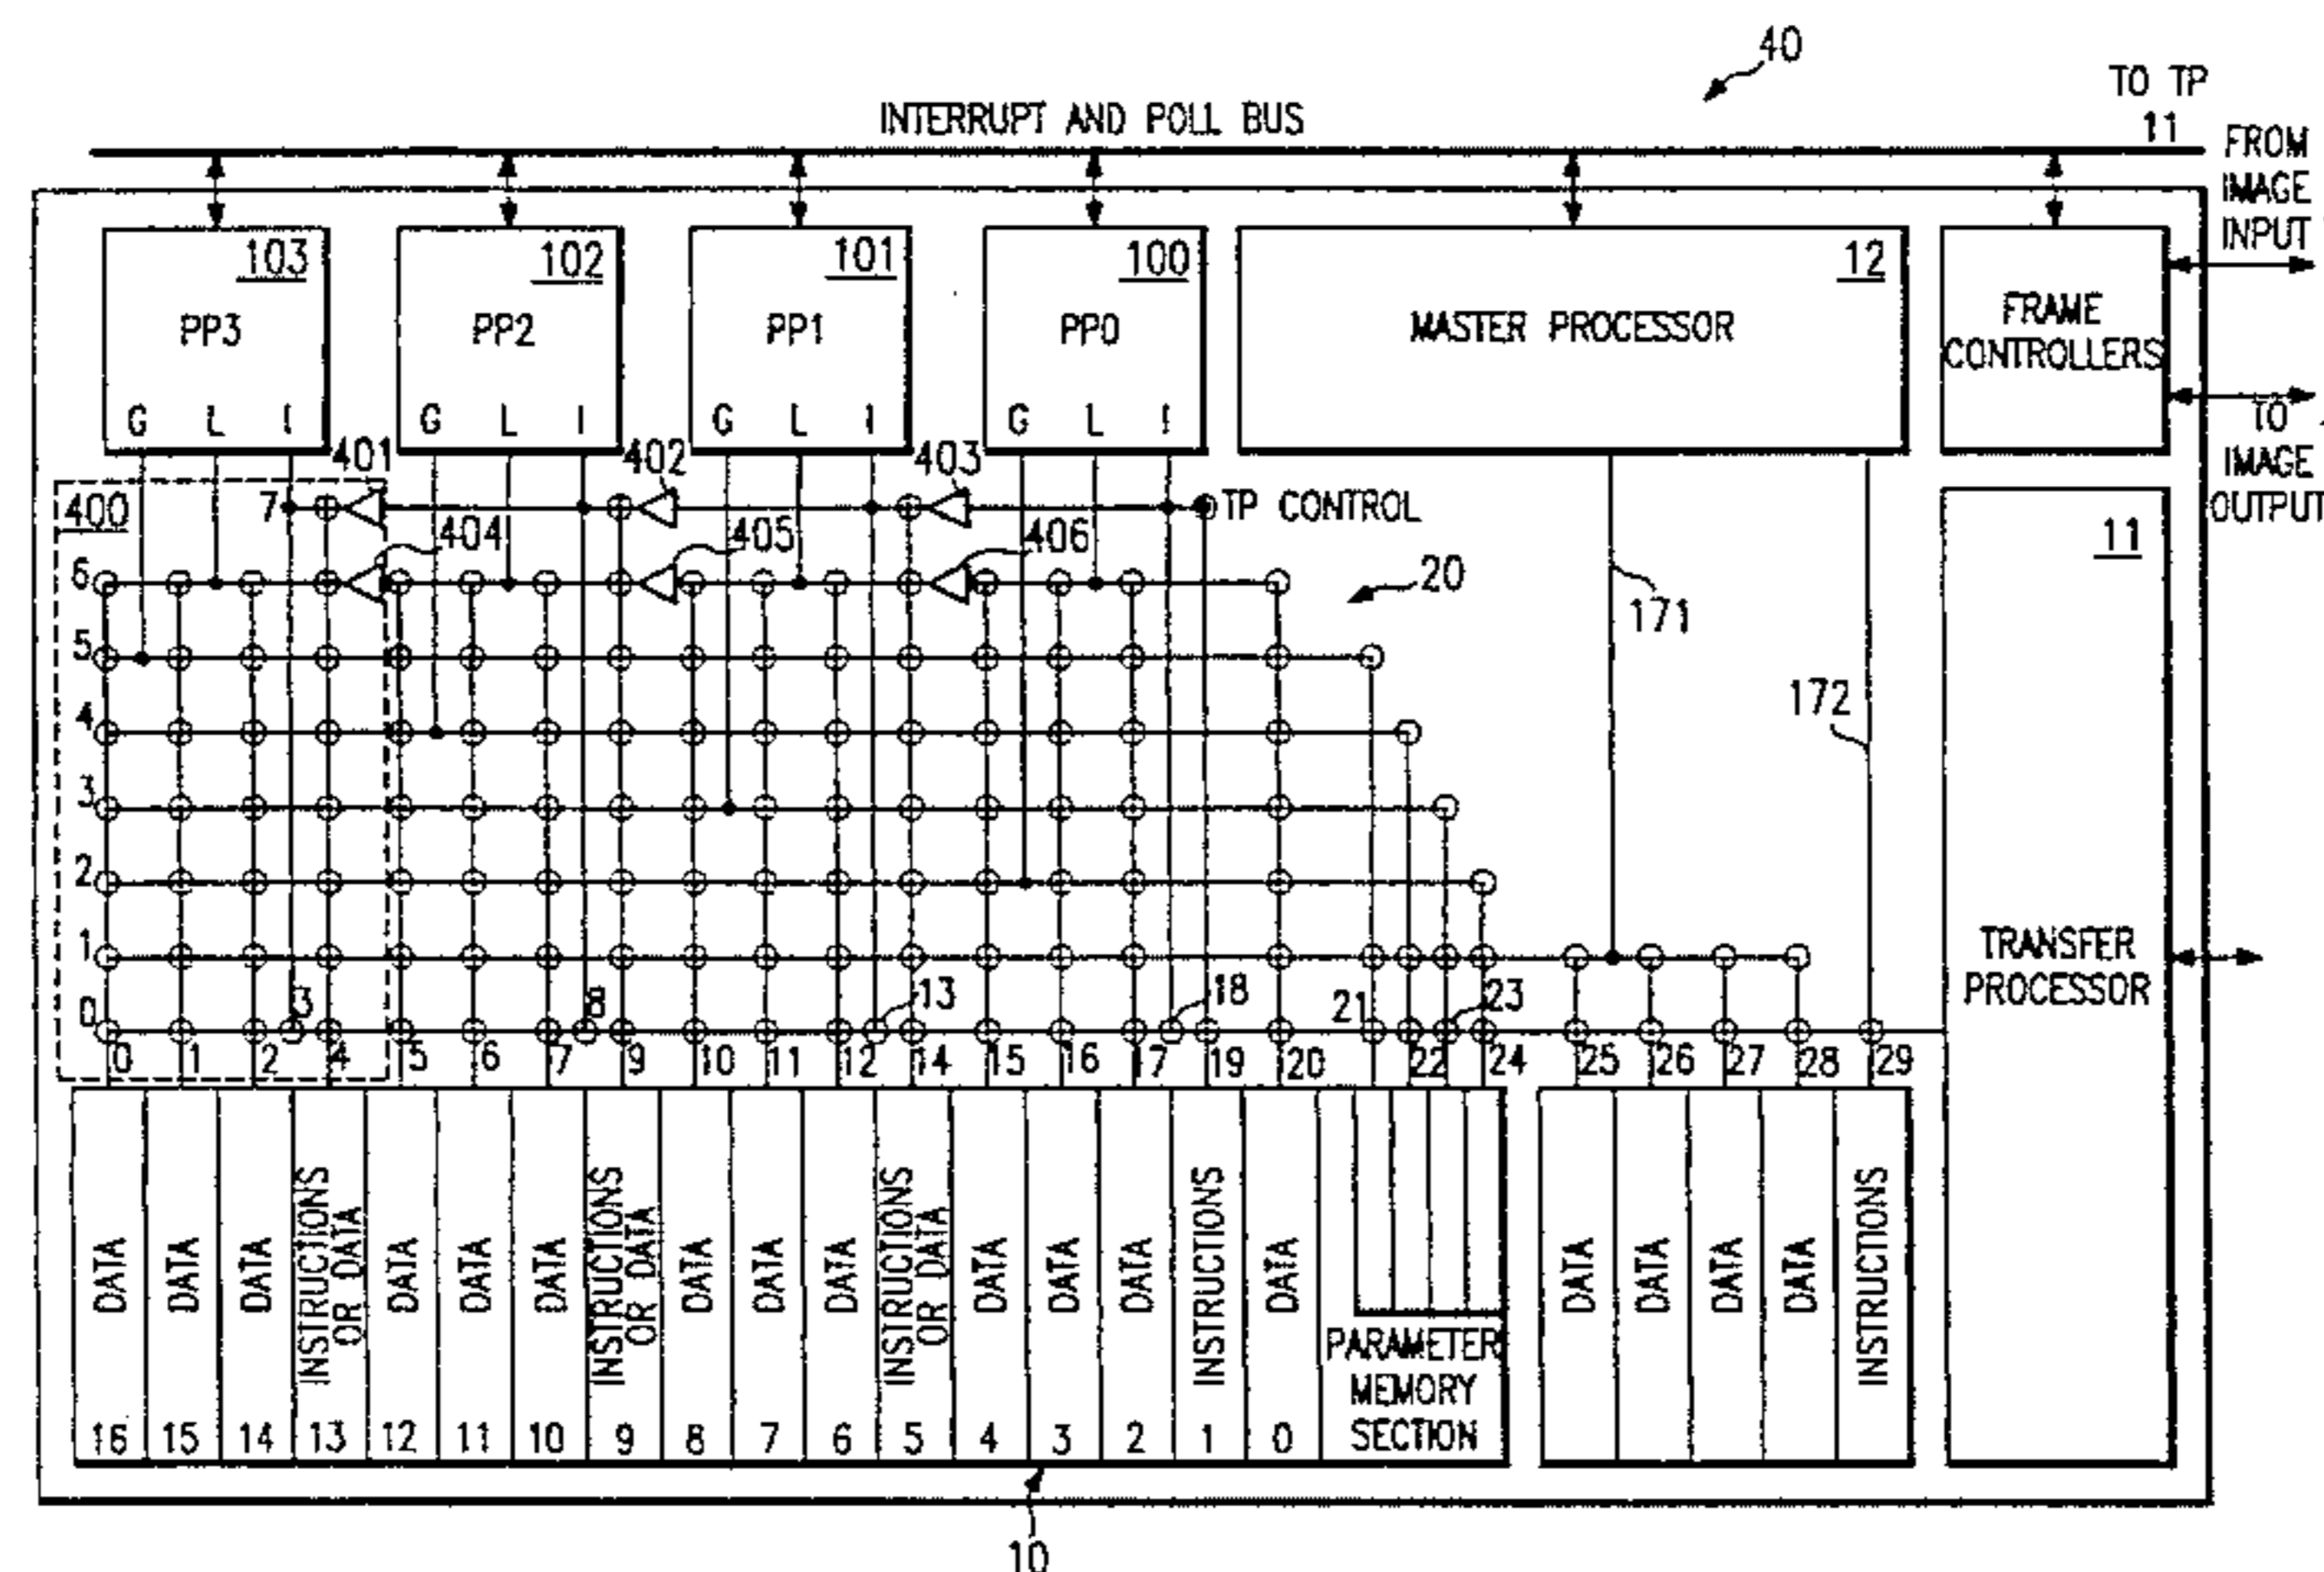 40
TO TP
11
INTERRUPT AND POLL BUS
FROM
IMAGE
INPUT
103
PP3
G L I
102
PP2
G L I
101
PP1
G L I
100
PP0
G L I
12
MASTER PROCESSOR
FRAME
CONTROLLERS
TO
IMAGE
OUTPUT
400
401
402
403
7
TP CONTROL
404
405
406
6
20
5
4
3
2
1
0
171
172
11
TRANSFER
PROCESSOR
3
8
13
18
21
23
0 1 2 4 5 6 7 9 10 11 12 14 15 16 17 19 20 22 24 25 26 27 28 29
DATA
16
DATA
15
DATA
14
INSTRUCTIONS
OR DATA
13
DATA
12
DATA
11
DATA
10
INSTRUCTIONS
OR DATA
9
DATA
8
DATA
7
DATA
6
INSTRUCTIONS
OR DATA
5
DATA
4
DATA
3
DATA
2
INSTRUCTIONS
1
DATA
0
PARAMETER
MEMORY
SECTION
DATA
DATA
DATA
DATA
INSTRUCTIONS
10